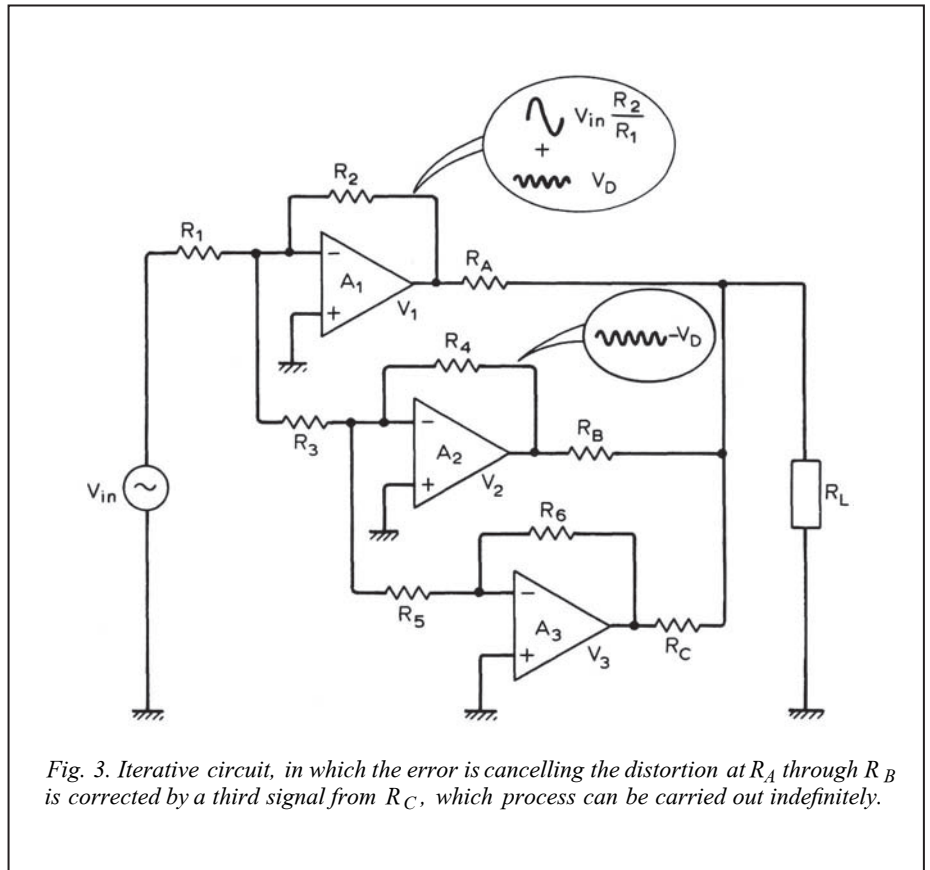 Vin R2
R1
+
VD
R2
R1
RA
−
A1
V1
+
−VD
R4
R3
RB
−
A2
V2
+
Vin
RL
R6
R5
−
A3
V3
RC
+
Fig. 3. Iterative circuit, in which the error is cancelling the distortion at RA through R B
is corrected by a third signal from RC, which process can be carried out indefinitely.